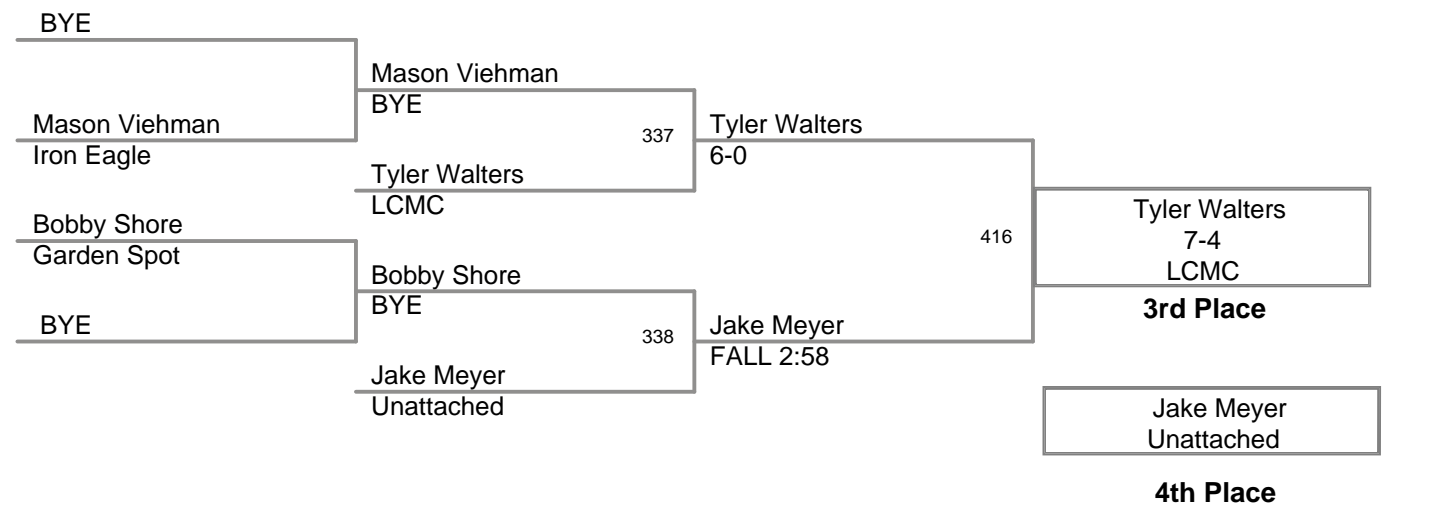 BYE
Mason Viehman
BYE
Mason Viehman
Iron Eagle
337
Tyler Walters
6-0
Tyler Walters
LCMC
Bobby Shore
Garden Spot
416
Tyler Walters
7-4
LCMC
3rd Place
Bobby Shore
BYE
BYE
338
Jake Meyer
FALL 2:58
Jake Meyer
Unattached
Jake Meyer
Unattached
4th Place